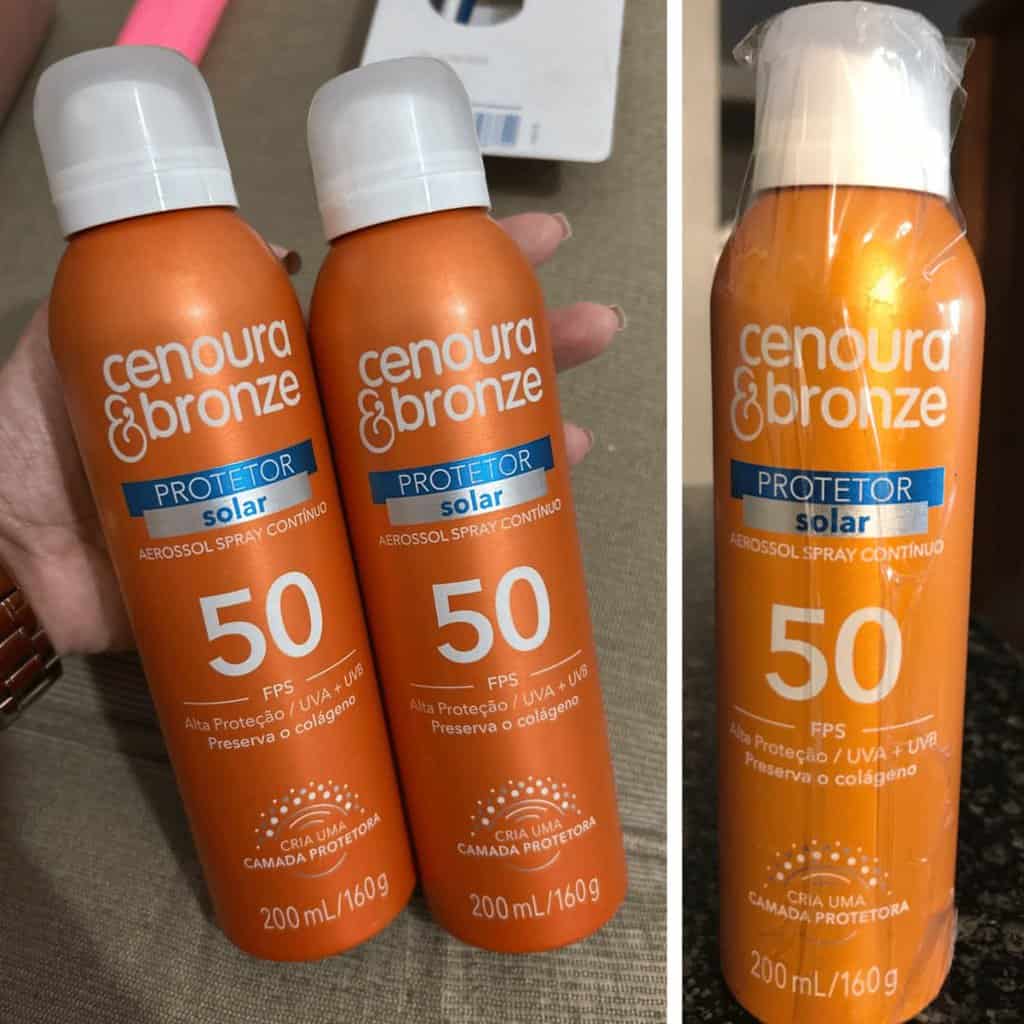 cenoura
&bronze
PROTETOR
solar
AEROSSOL SPRAY CONTÍNUO
50
FPS
Alta Proteção / UVA + UVB
Preserva o colágeno
CRIA UMA
CAMADA PROTETORA
200 mL/160g
cenoura
&bronze
PROTETOR
solar
AEROSSOL SPRAY CONTÍNUO
50
FPS
Alta Proteção / UVA + UVB
Preserva o colágeno
CRIA UMA
CAMADA PROTETORA
200 mL/160g
cenoura
&bronze
PROTETOR
solar
AEROSSOL SPRAY CONTÍNUO
50
FPS
Alta Proteção / UVA + UVB
Preserva o colágeno
CRIA UMA
CAMADA PROTETORA
200 mL/160g